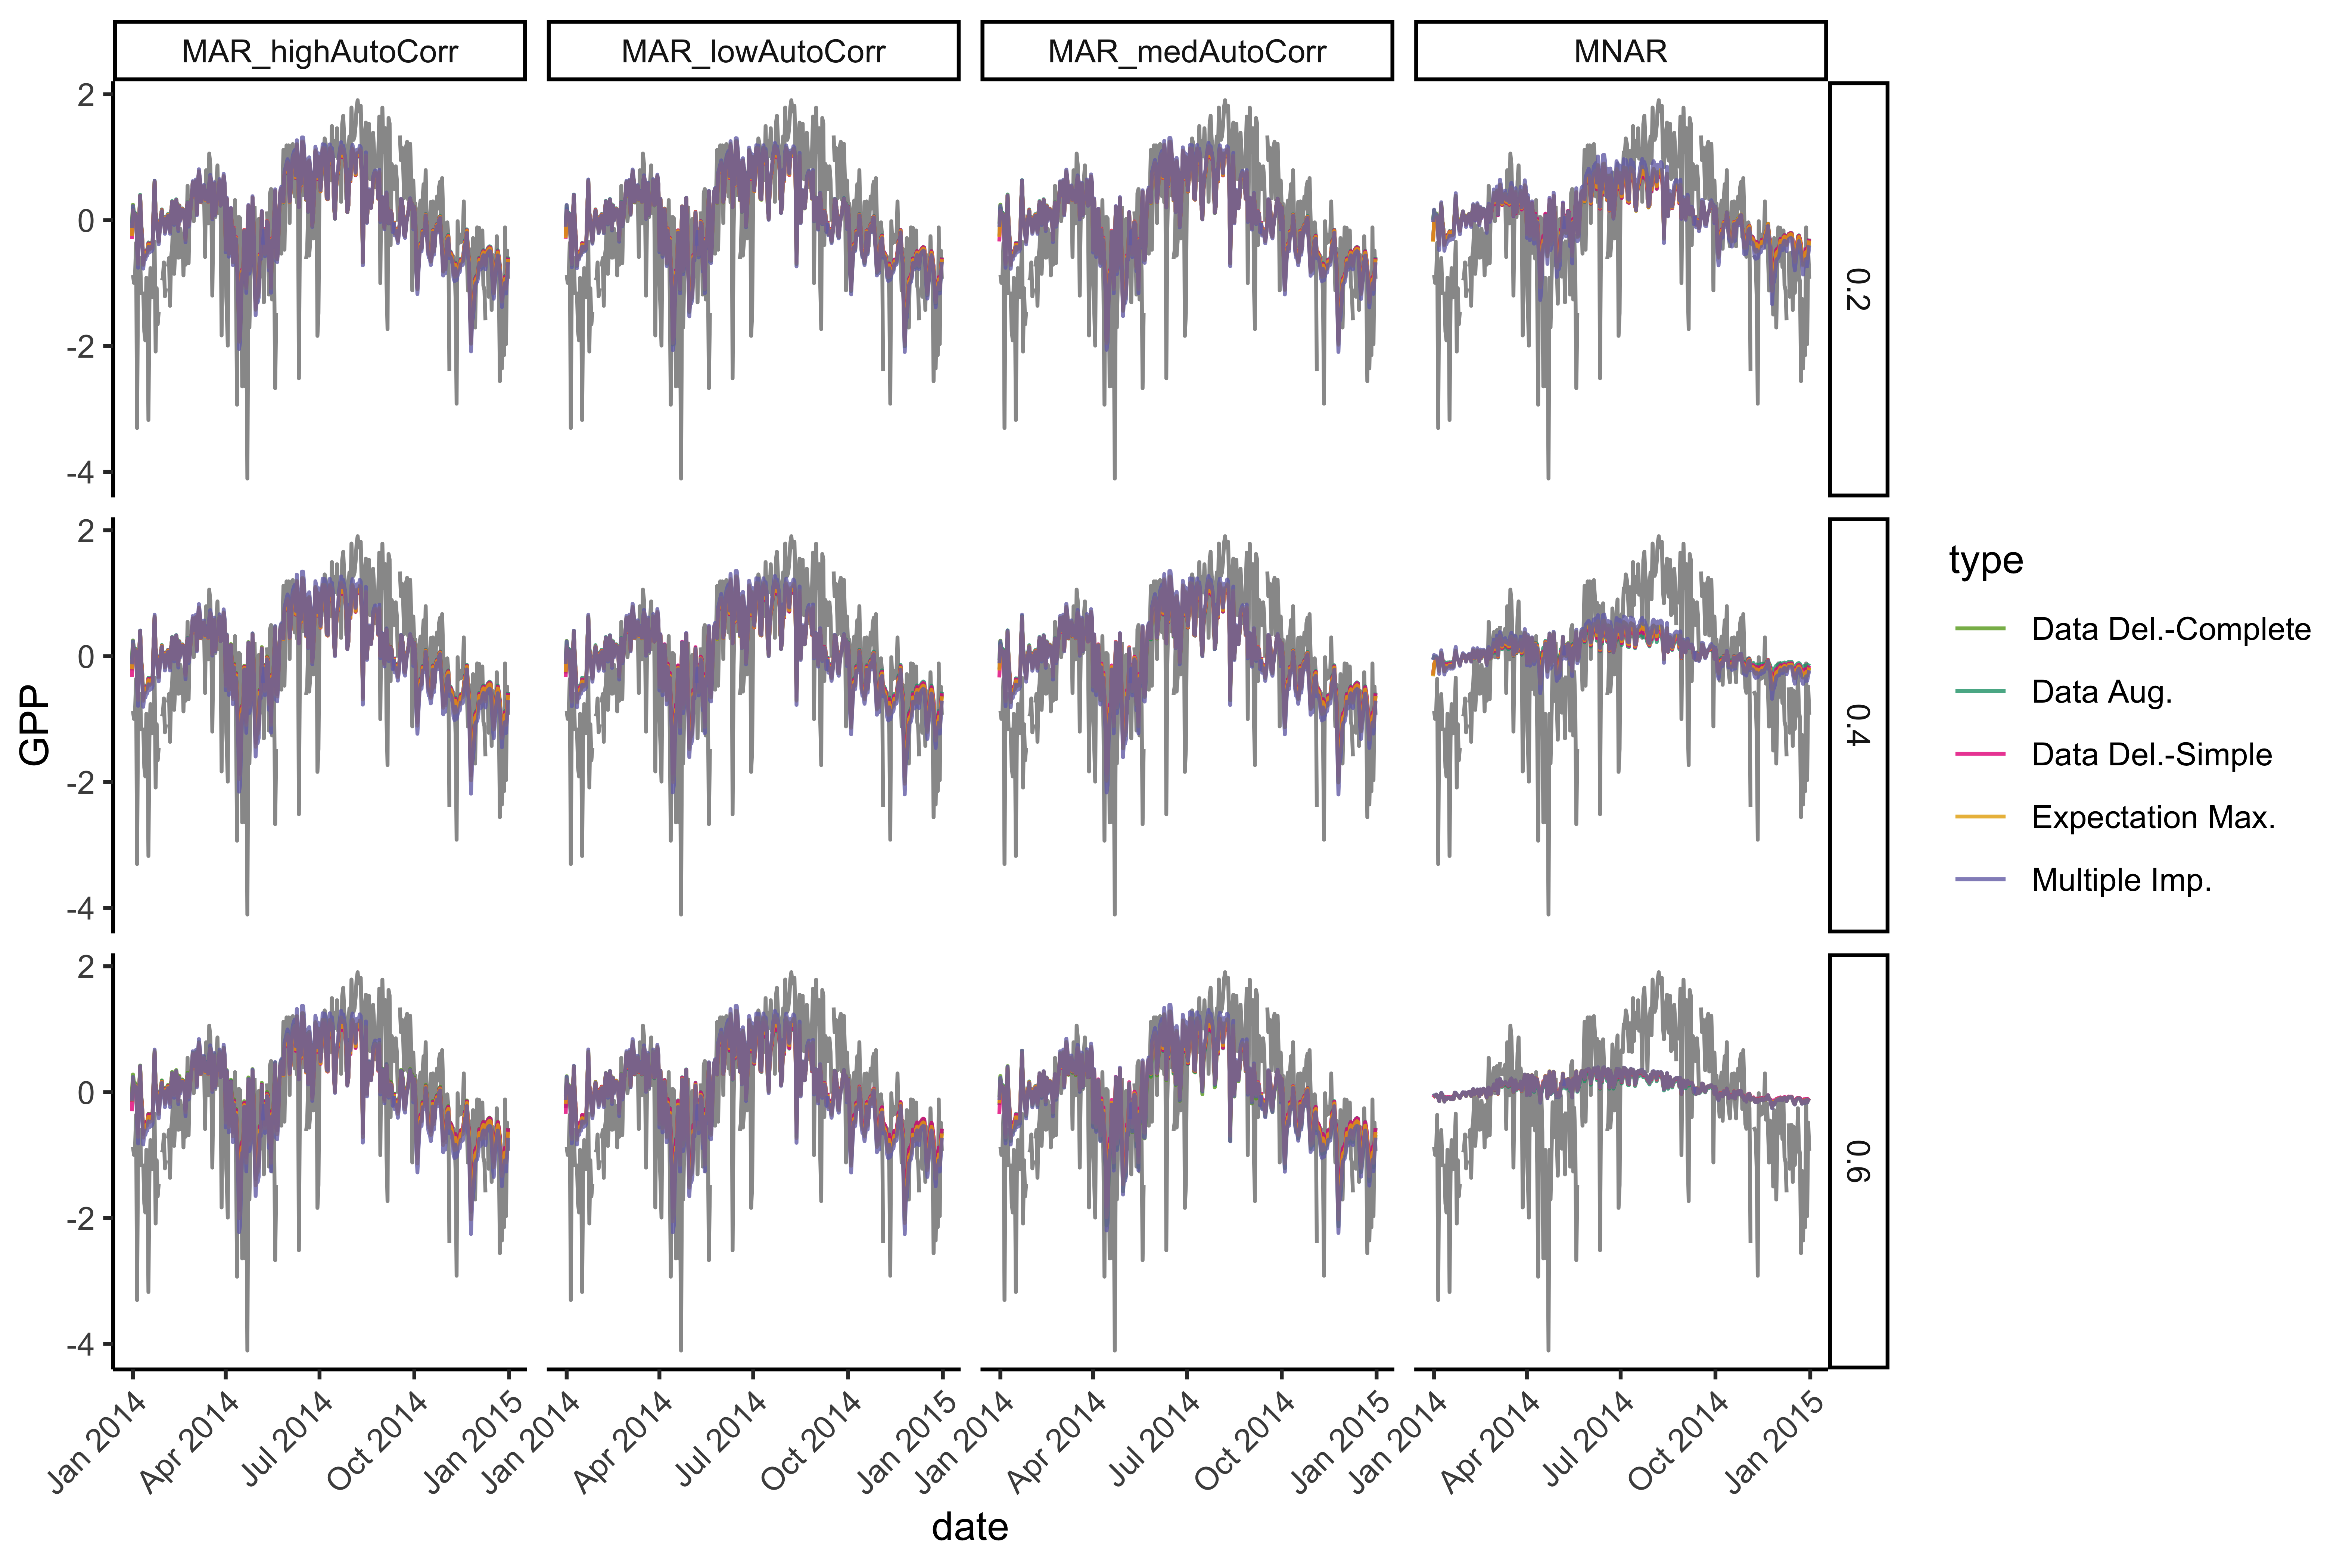 MAR_highAutoCorr MAR_lowAutoCorr MAR_medAutoCorr MNAR
2
0
-2
-4
0.2
2
0
-2
-4
0.4
2
0
-2
-4
0.6
GPP
Jan 2014 Apr 2014 Jul 2014 Oct 2014 Jan 2015 Jan 2014 Apr 2014 Jul 2014 Oct 2014 Jan 2015 Jan 2014 Apr 2014 Jul 2014 Oct 2014 Jan 2015 Jan 2014 Apr 2014 Jul 2014 Oct 2014 Jan 2015
date
type
Data Del.-Complete
Data Aug.
Data Del.-Simple
Expectation Max.
Multiple Imp.